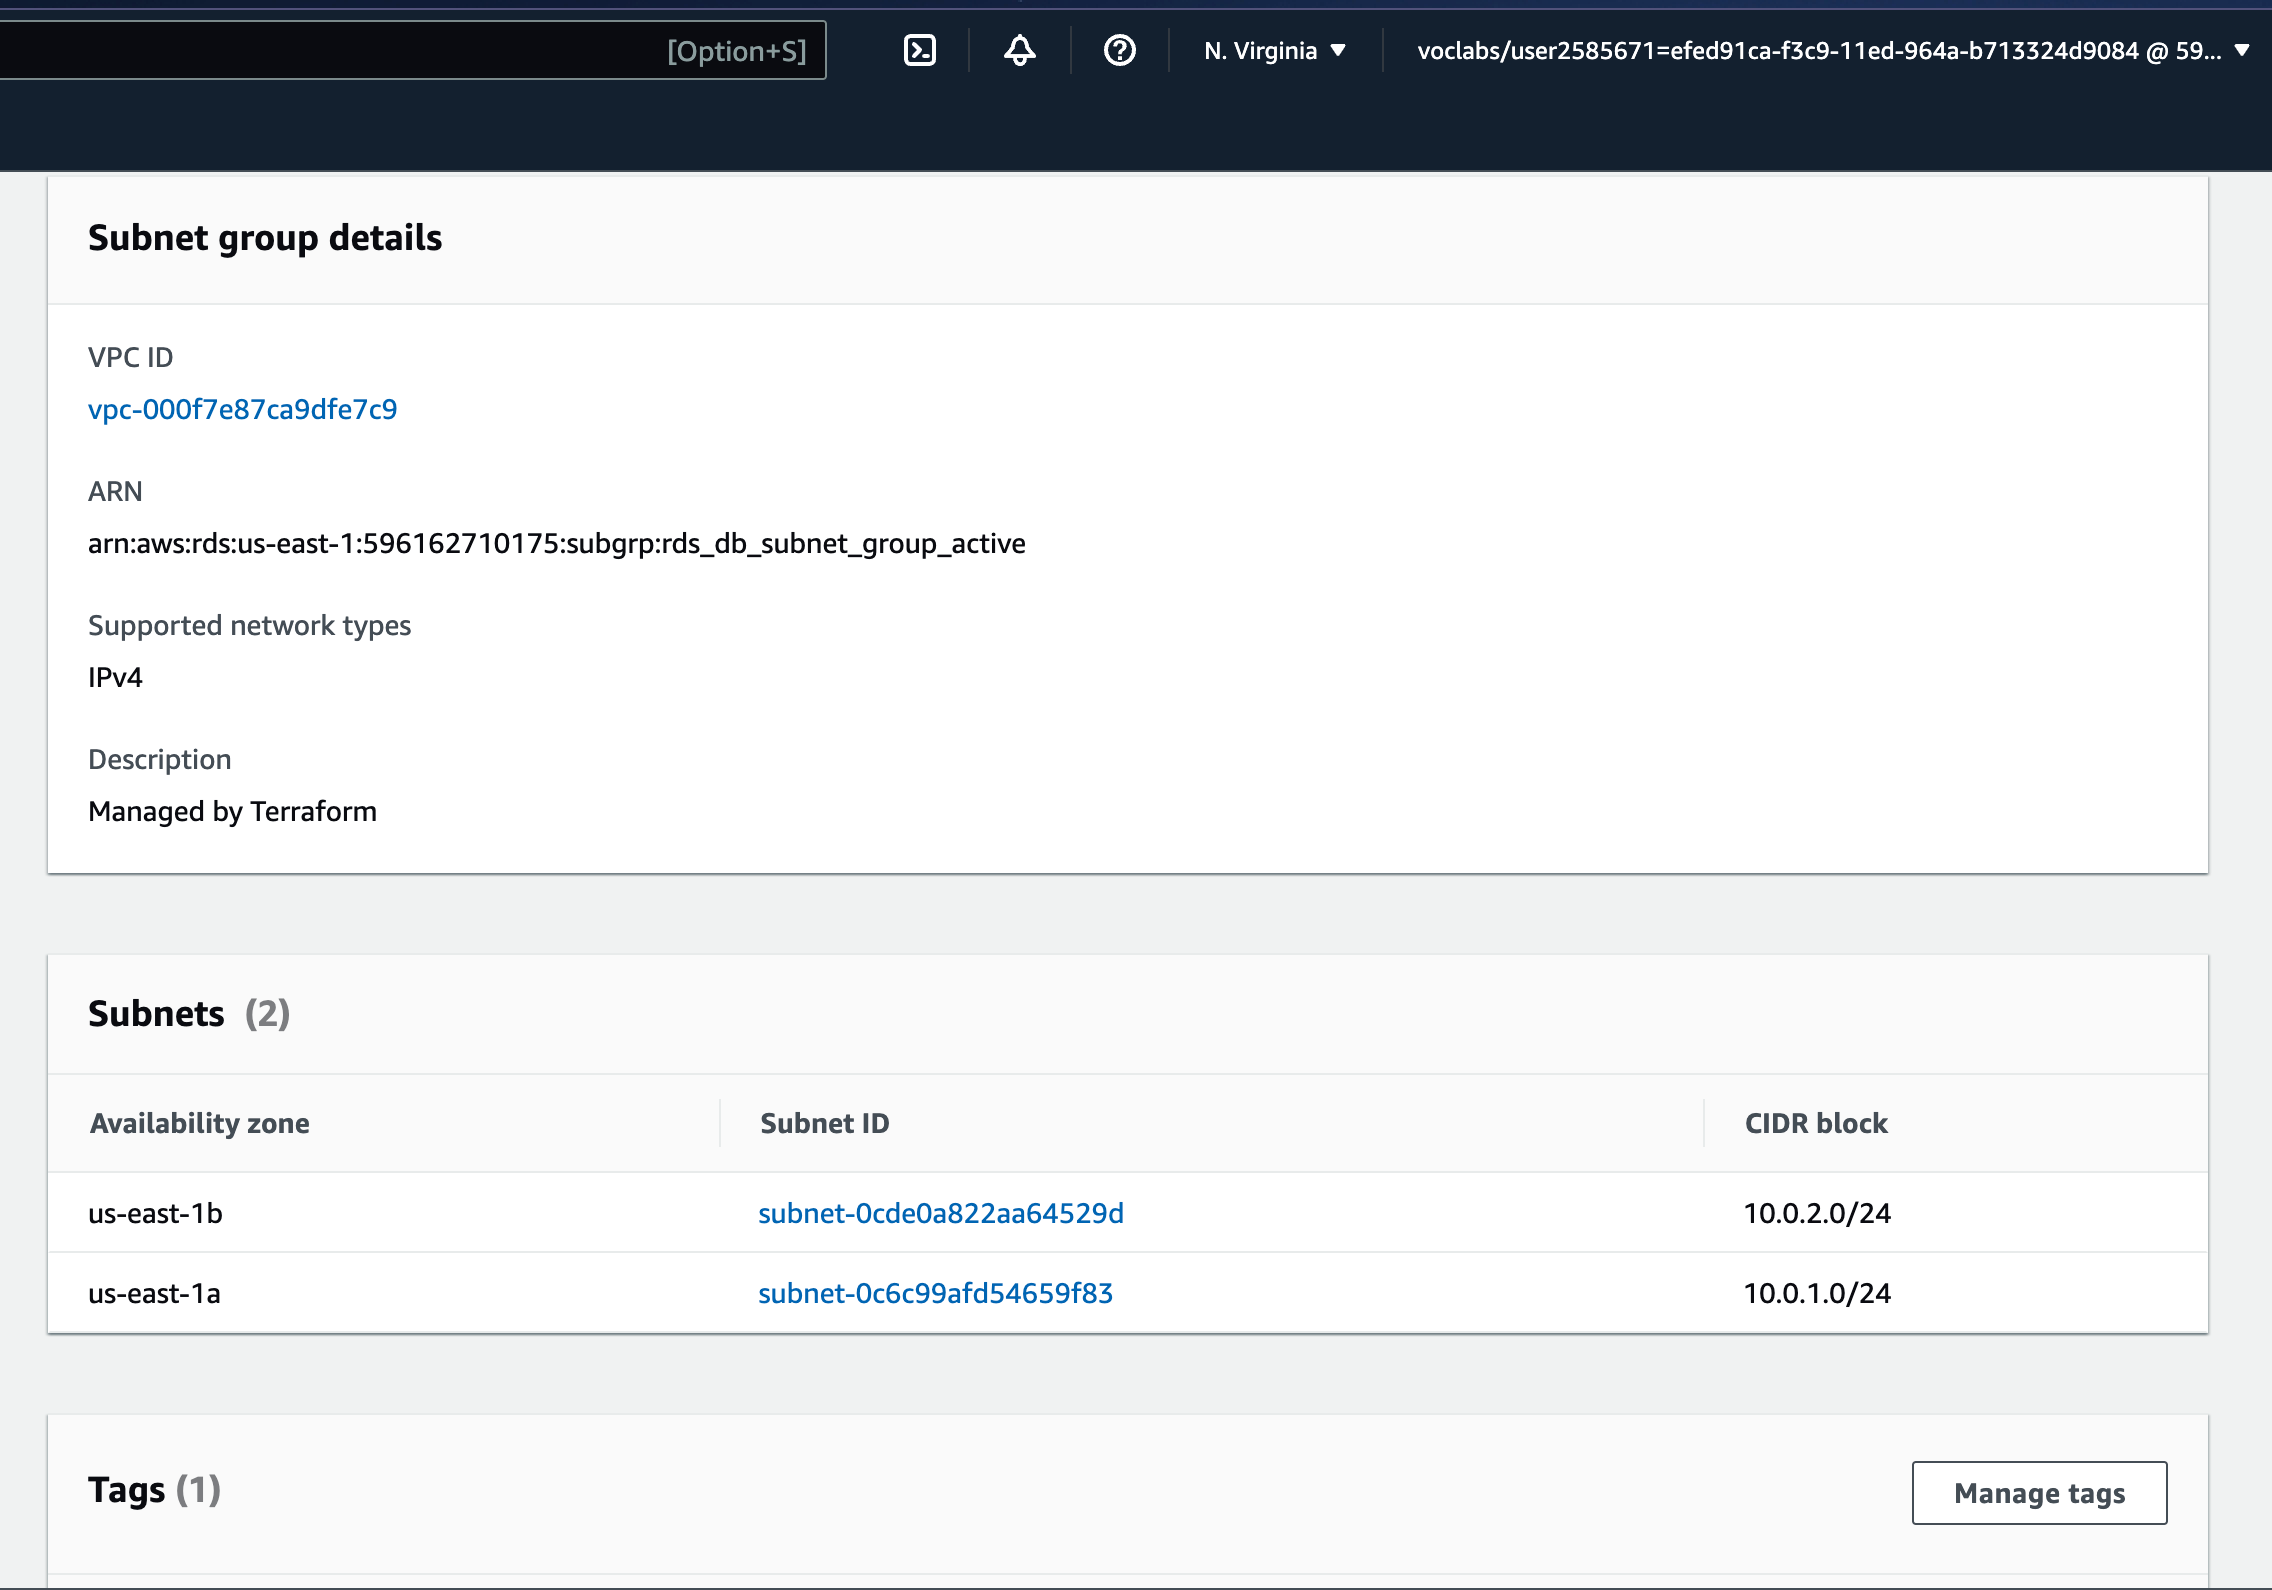 [Option+S]
N. Virginia
voclabs/user2585671=efed91ca-f3c9-11ed-964a-b713324d9084 @ 59...
Subnet group details
VPC ID
vpc-000f7e87ca9dfe7c9
ARN
arn:aws:rds:us-east-1:596162710175:subgrp:rds_db_subnet_group_active
Supported network types
IPv4
Description
Managed by Terraform
Subnets (2)
Availability zone Subnet ID CIDR block
us-east-1b subnet-0cde0a822aa64529d 10.0.2.0/24
us-east-1a subnet-0c6c99afd54659f83 10.0.1.0/24
Tags (1)
Manage tags